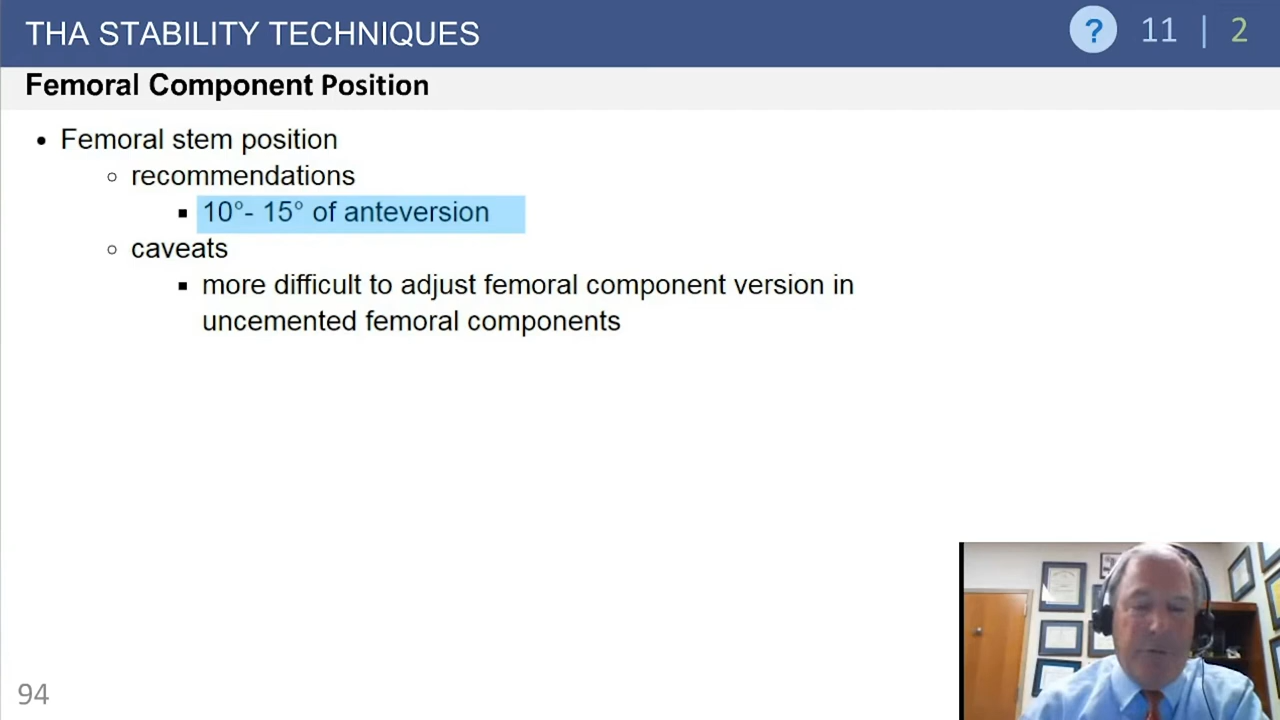 THA STABILITY TECHNIQUES
? 11 | 2
Femoral Component Position
• Femoral stem position
○ recommendations
▪ 10°- 15° of anteversion
○ caveats
▪ more difficult to adjust femoral component version in
uncemented femoral components
94